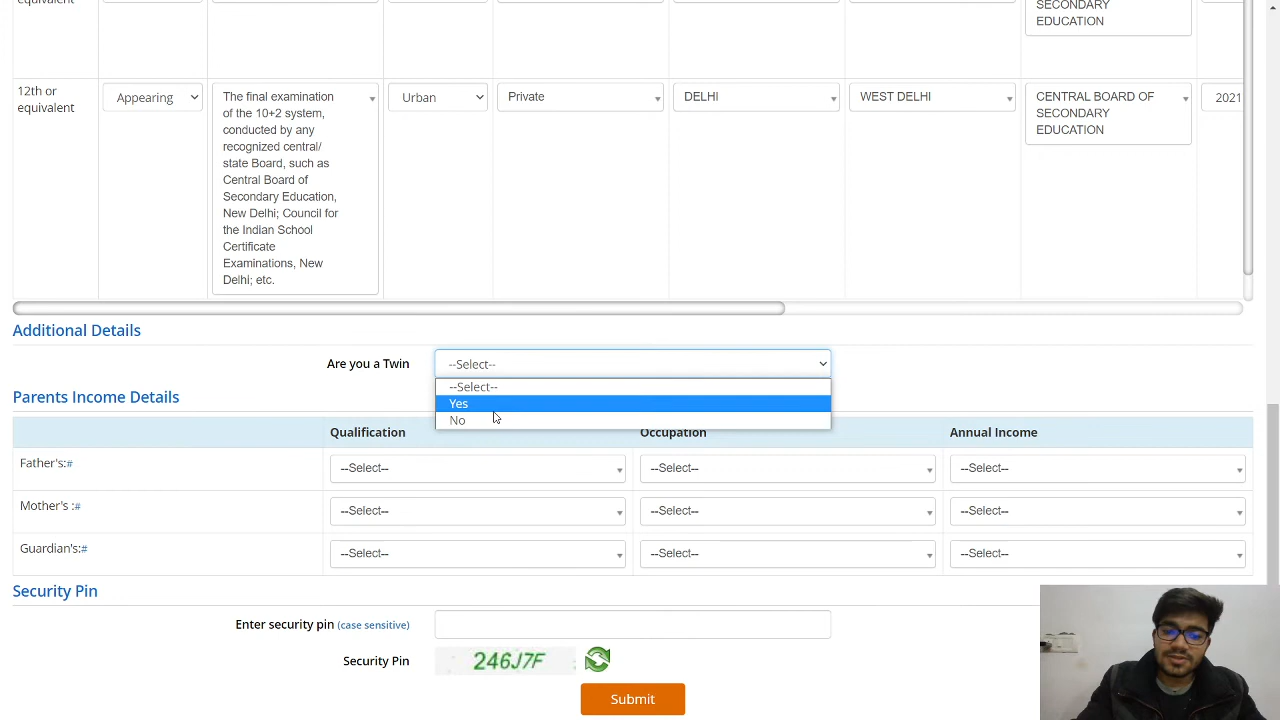 equivalent
SECONDARY
EDUCATION
12th or
equivalent
Appearing
The final examination
of the 10+2 system,
conducted by any
recognized central/
state Board, such as
Central Board of
Secondary Education,
New Delhi; Council for
the Indian School
Certificate
Examinations, New
Delhi; etc.
Urban
Private
DELHI
WEST DELHI
CENTRAL BOARD OF
SECONDARY
EDUCATION
2021
Additional Details
Are you a Twin
--Select--
--Select--
Yes
No
Parents Income Details
Qualification Occupation Annual Income
Father's:# --Select-- --Select-- --Select--
Mother's :# --Select-- --Select-- --Select--
Guardian's:# --Select-- --Select-- --Select--
Security Pin
Enter security pin (case sensitive)
Security Pin 246J7F
Submit